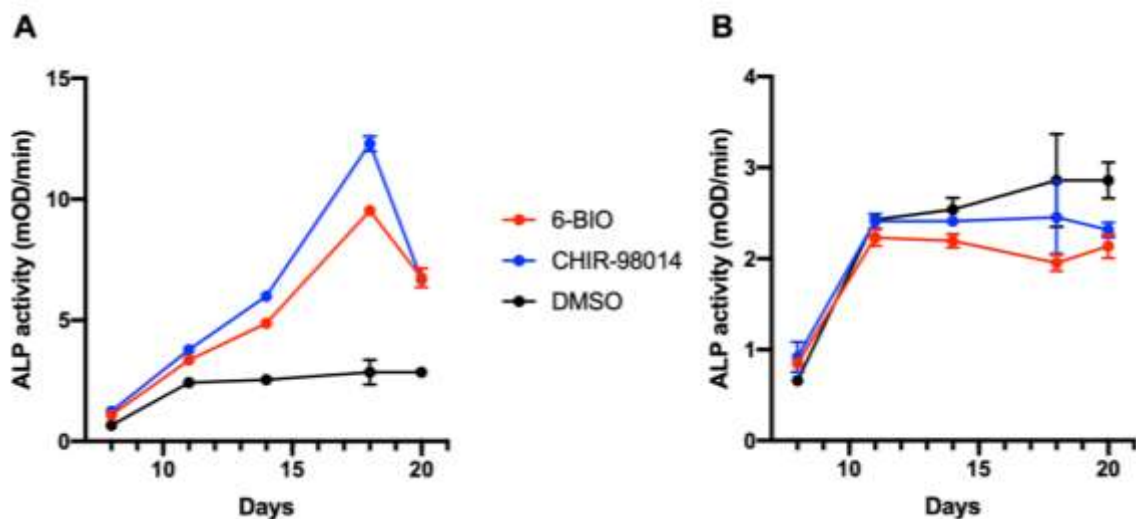 A
ALP activity (mOD/min)
15
10
5
0
10
15
20
Days
6-BIO
CHIR-98014
DMSO
B
ALP activity (mOD/min)
4
3
2
1
0
10
15
20
Days